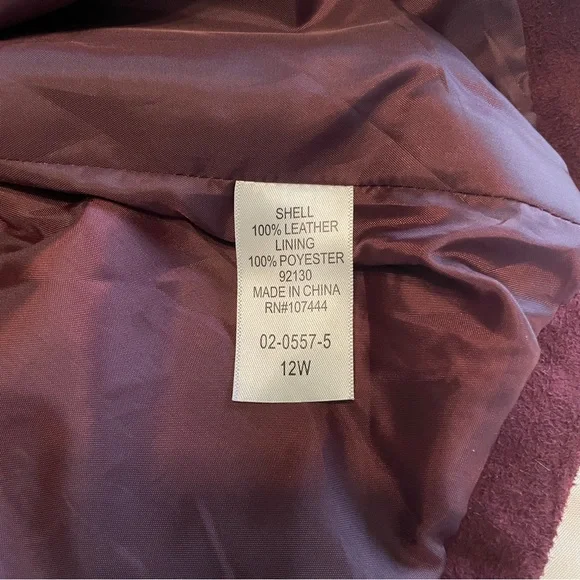 SHELL
100% LEATHER
LINING
100% POYESTER
92130
MADE IN CHINA
RN#107444
02-0557-5
12W